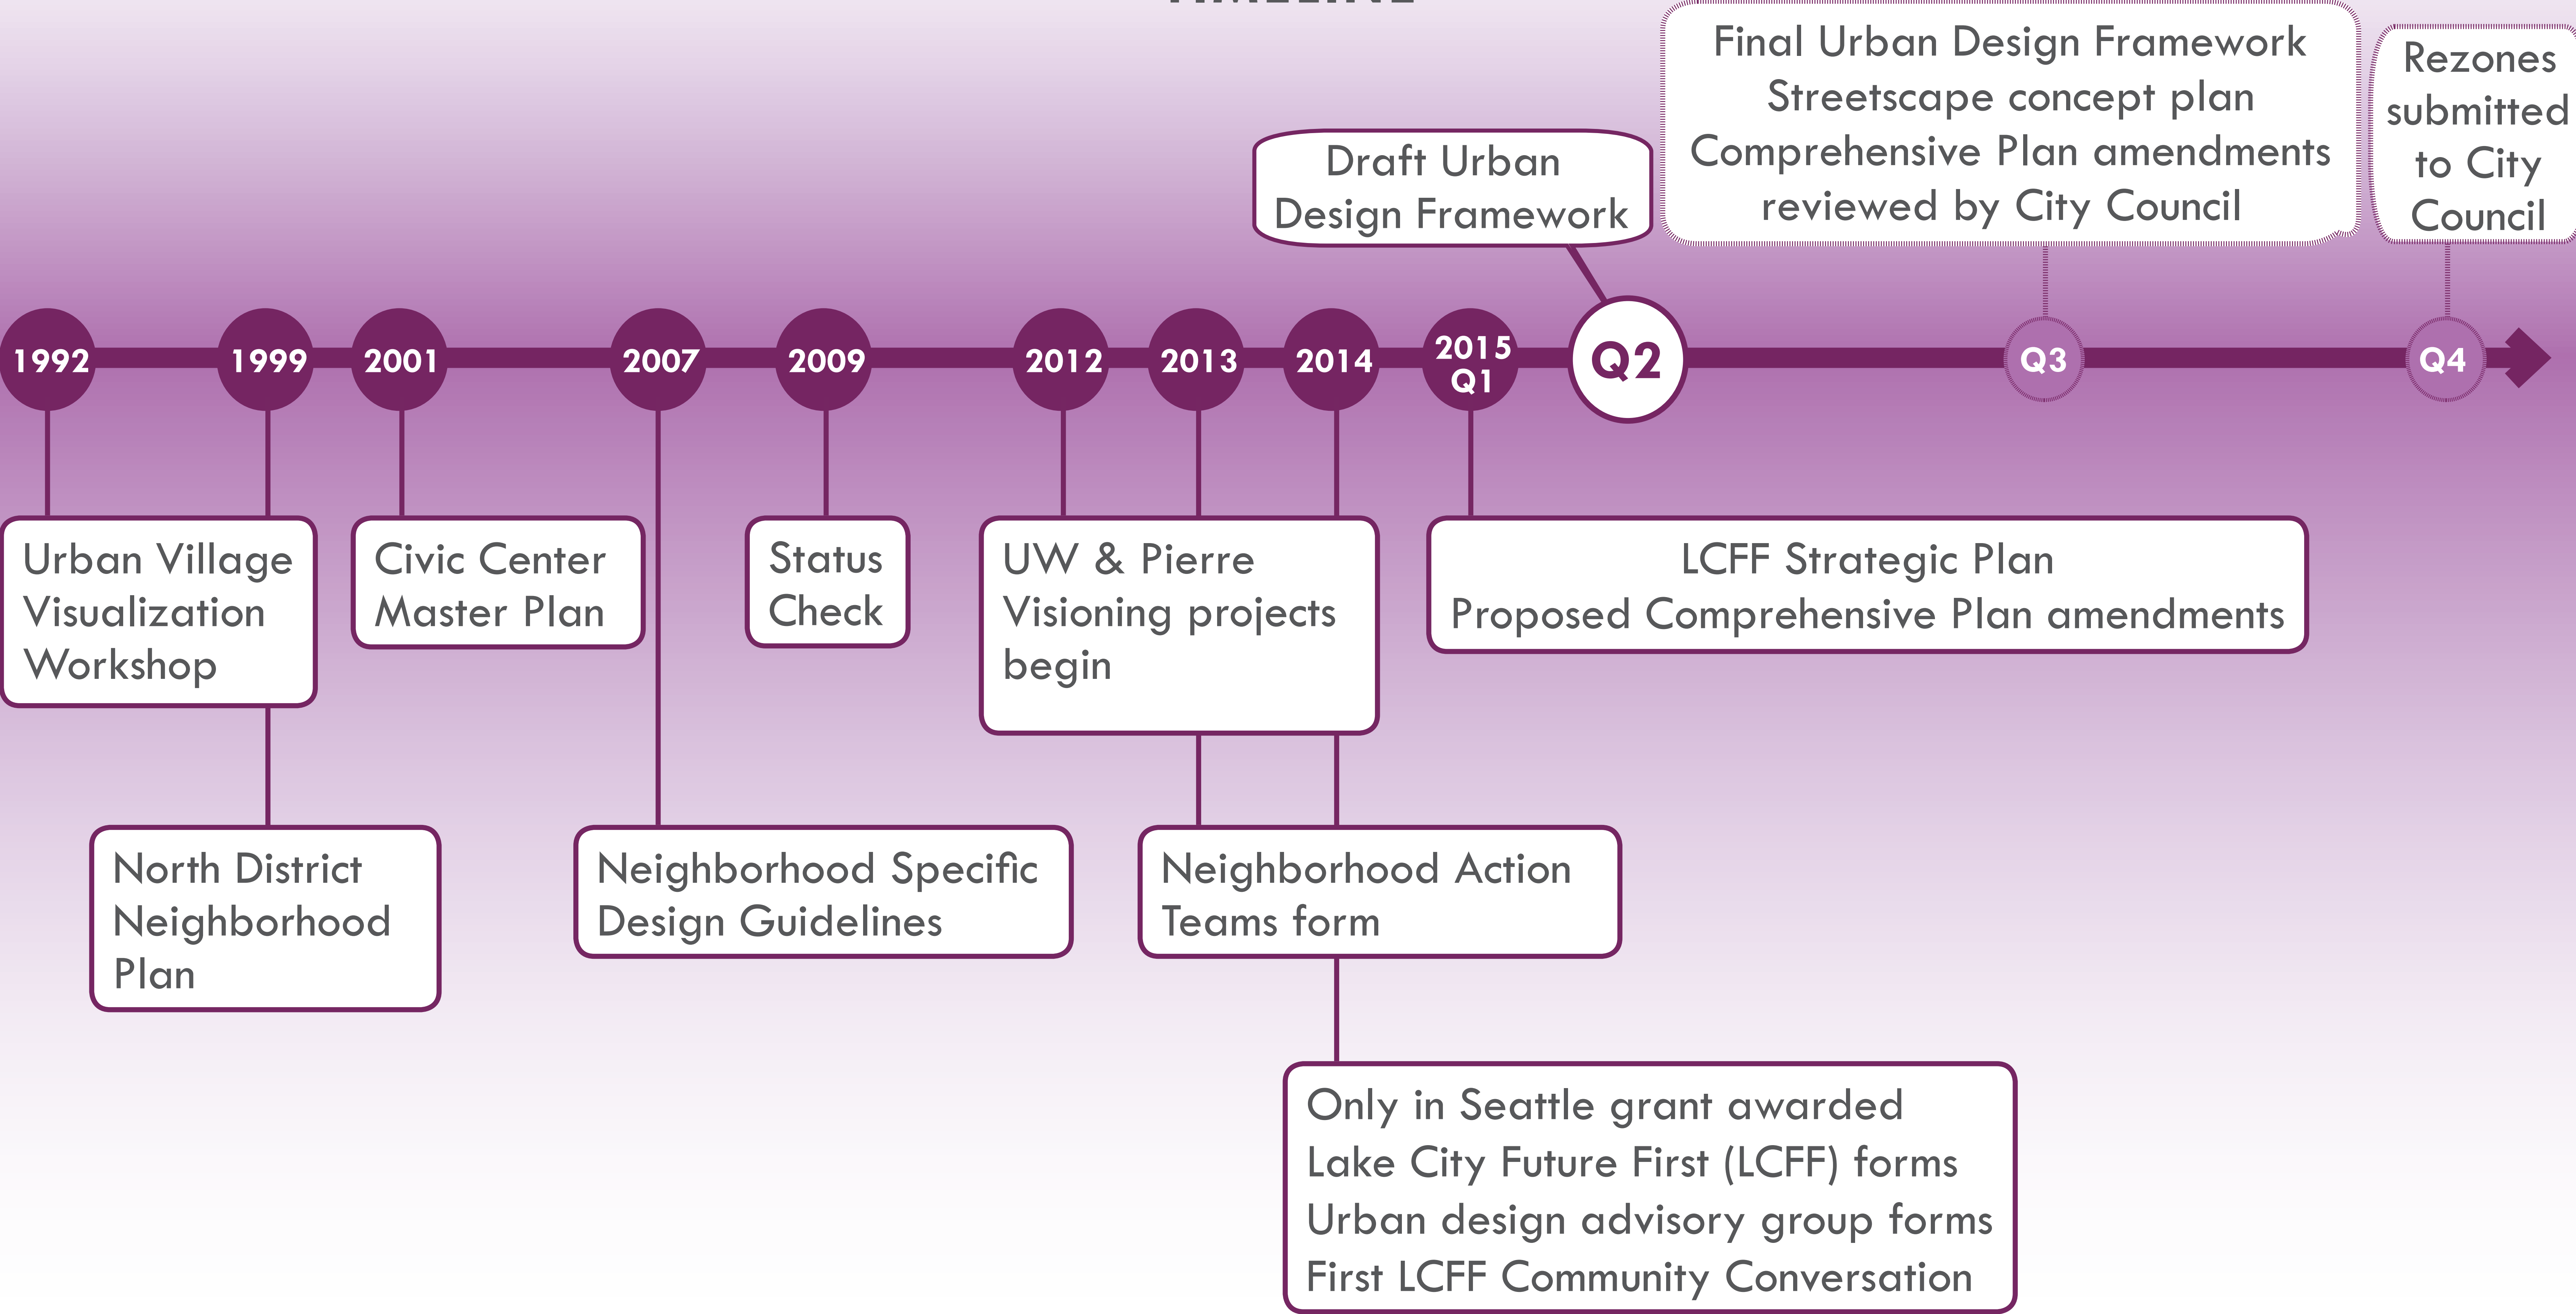 TIMELINE
Final Urban Design Framework
Streetscape concept plan
Comprehensive Plan amendments
reviewed by City Council
Rezones
submitted
to City
Council
Draft Urban
Design Framework
1992
1999
2001
2007
2009
2012
2013
2014
2015
Q1
Q2
Q3
Q4
Urban Village
Visualization
Workshop
Civic Center
Master Plan
Status
Check
UW & Pierre
Visioning projects
begin
LCFF Strategic Plan
Proposed Comprehensive Plan amendments
North District
Neighborhood
Plan
Neighborhood Specific
Design Guidelines
Neighborhood Action
Teams form
Only in Seattle grant awarded
Lake City Future First (LCFF) forms
Urban design advisory group forms
First LCFF Community Conversation